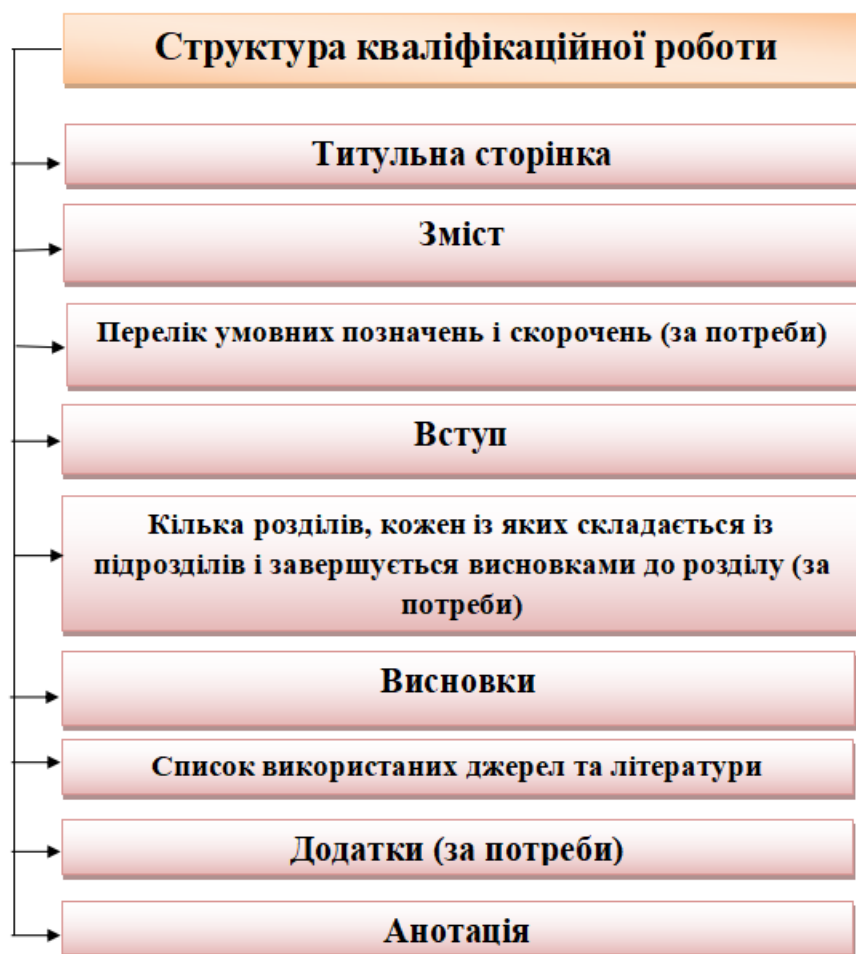 Структура кваліфікаційної роботи
Титульна сторінка
Зміст
Перелік умовних позначень і скорочень (за потреби)
Вступ
Кілька розділів, кожен із яких складається із
підрозділів і завершується висновками до розділу (за
потреби)
Висновки
Список використаних джерел та літератури
Додатки (за потреби)
Анотація